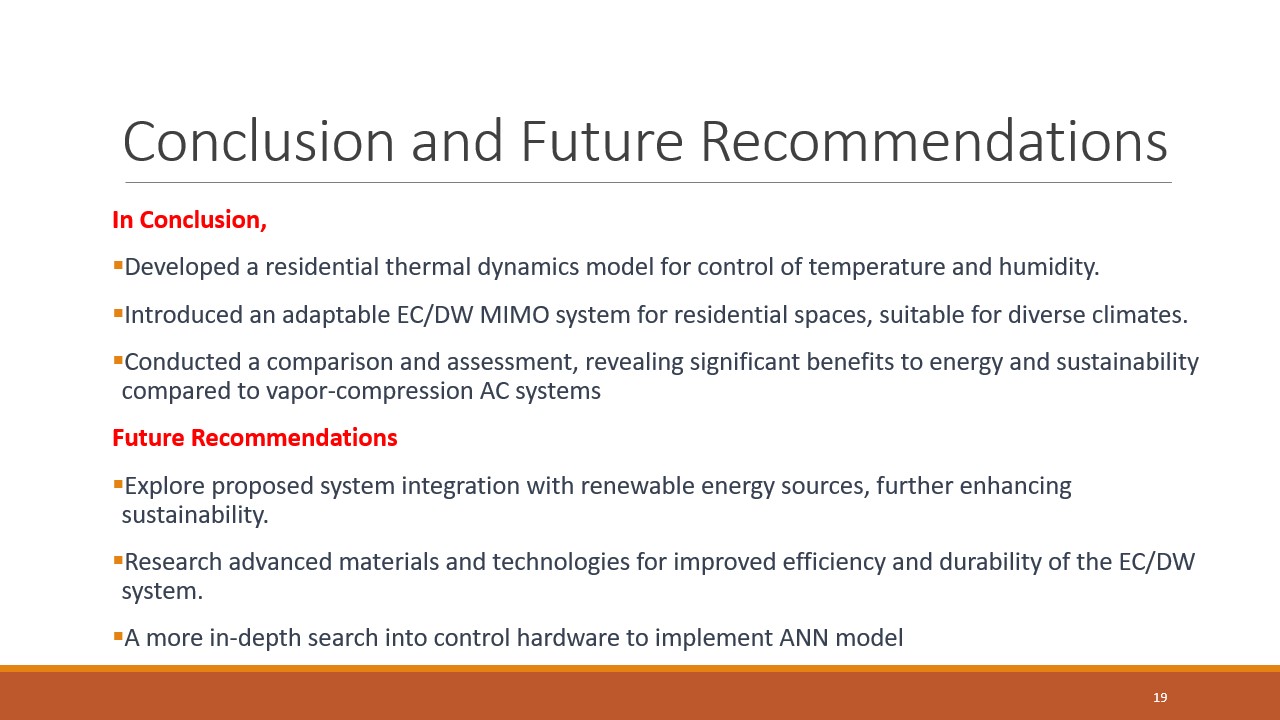 Conclusion and Future Recommendations
In Conclusion,
▪Developed a residential thermal dynamics model for control of temperature and humidity.
▪Introduced an adaptable EC/DW MIMO system for residential spaces, suitable for diverse climates.
▪Conducted a comparison and assessment, revealing significant benefits to energy and sustainability
compared to vapor-compression AC systems
Future Recommendations
▪Explore proposed system integration with renewable energy sources, further enhancing
sustainability.
▪Research advanced materials and technologies for improved efficiency and durability of the EC/DW
system.
▪A more in-depth search into control hardware to implement ANN model
19